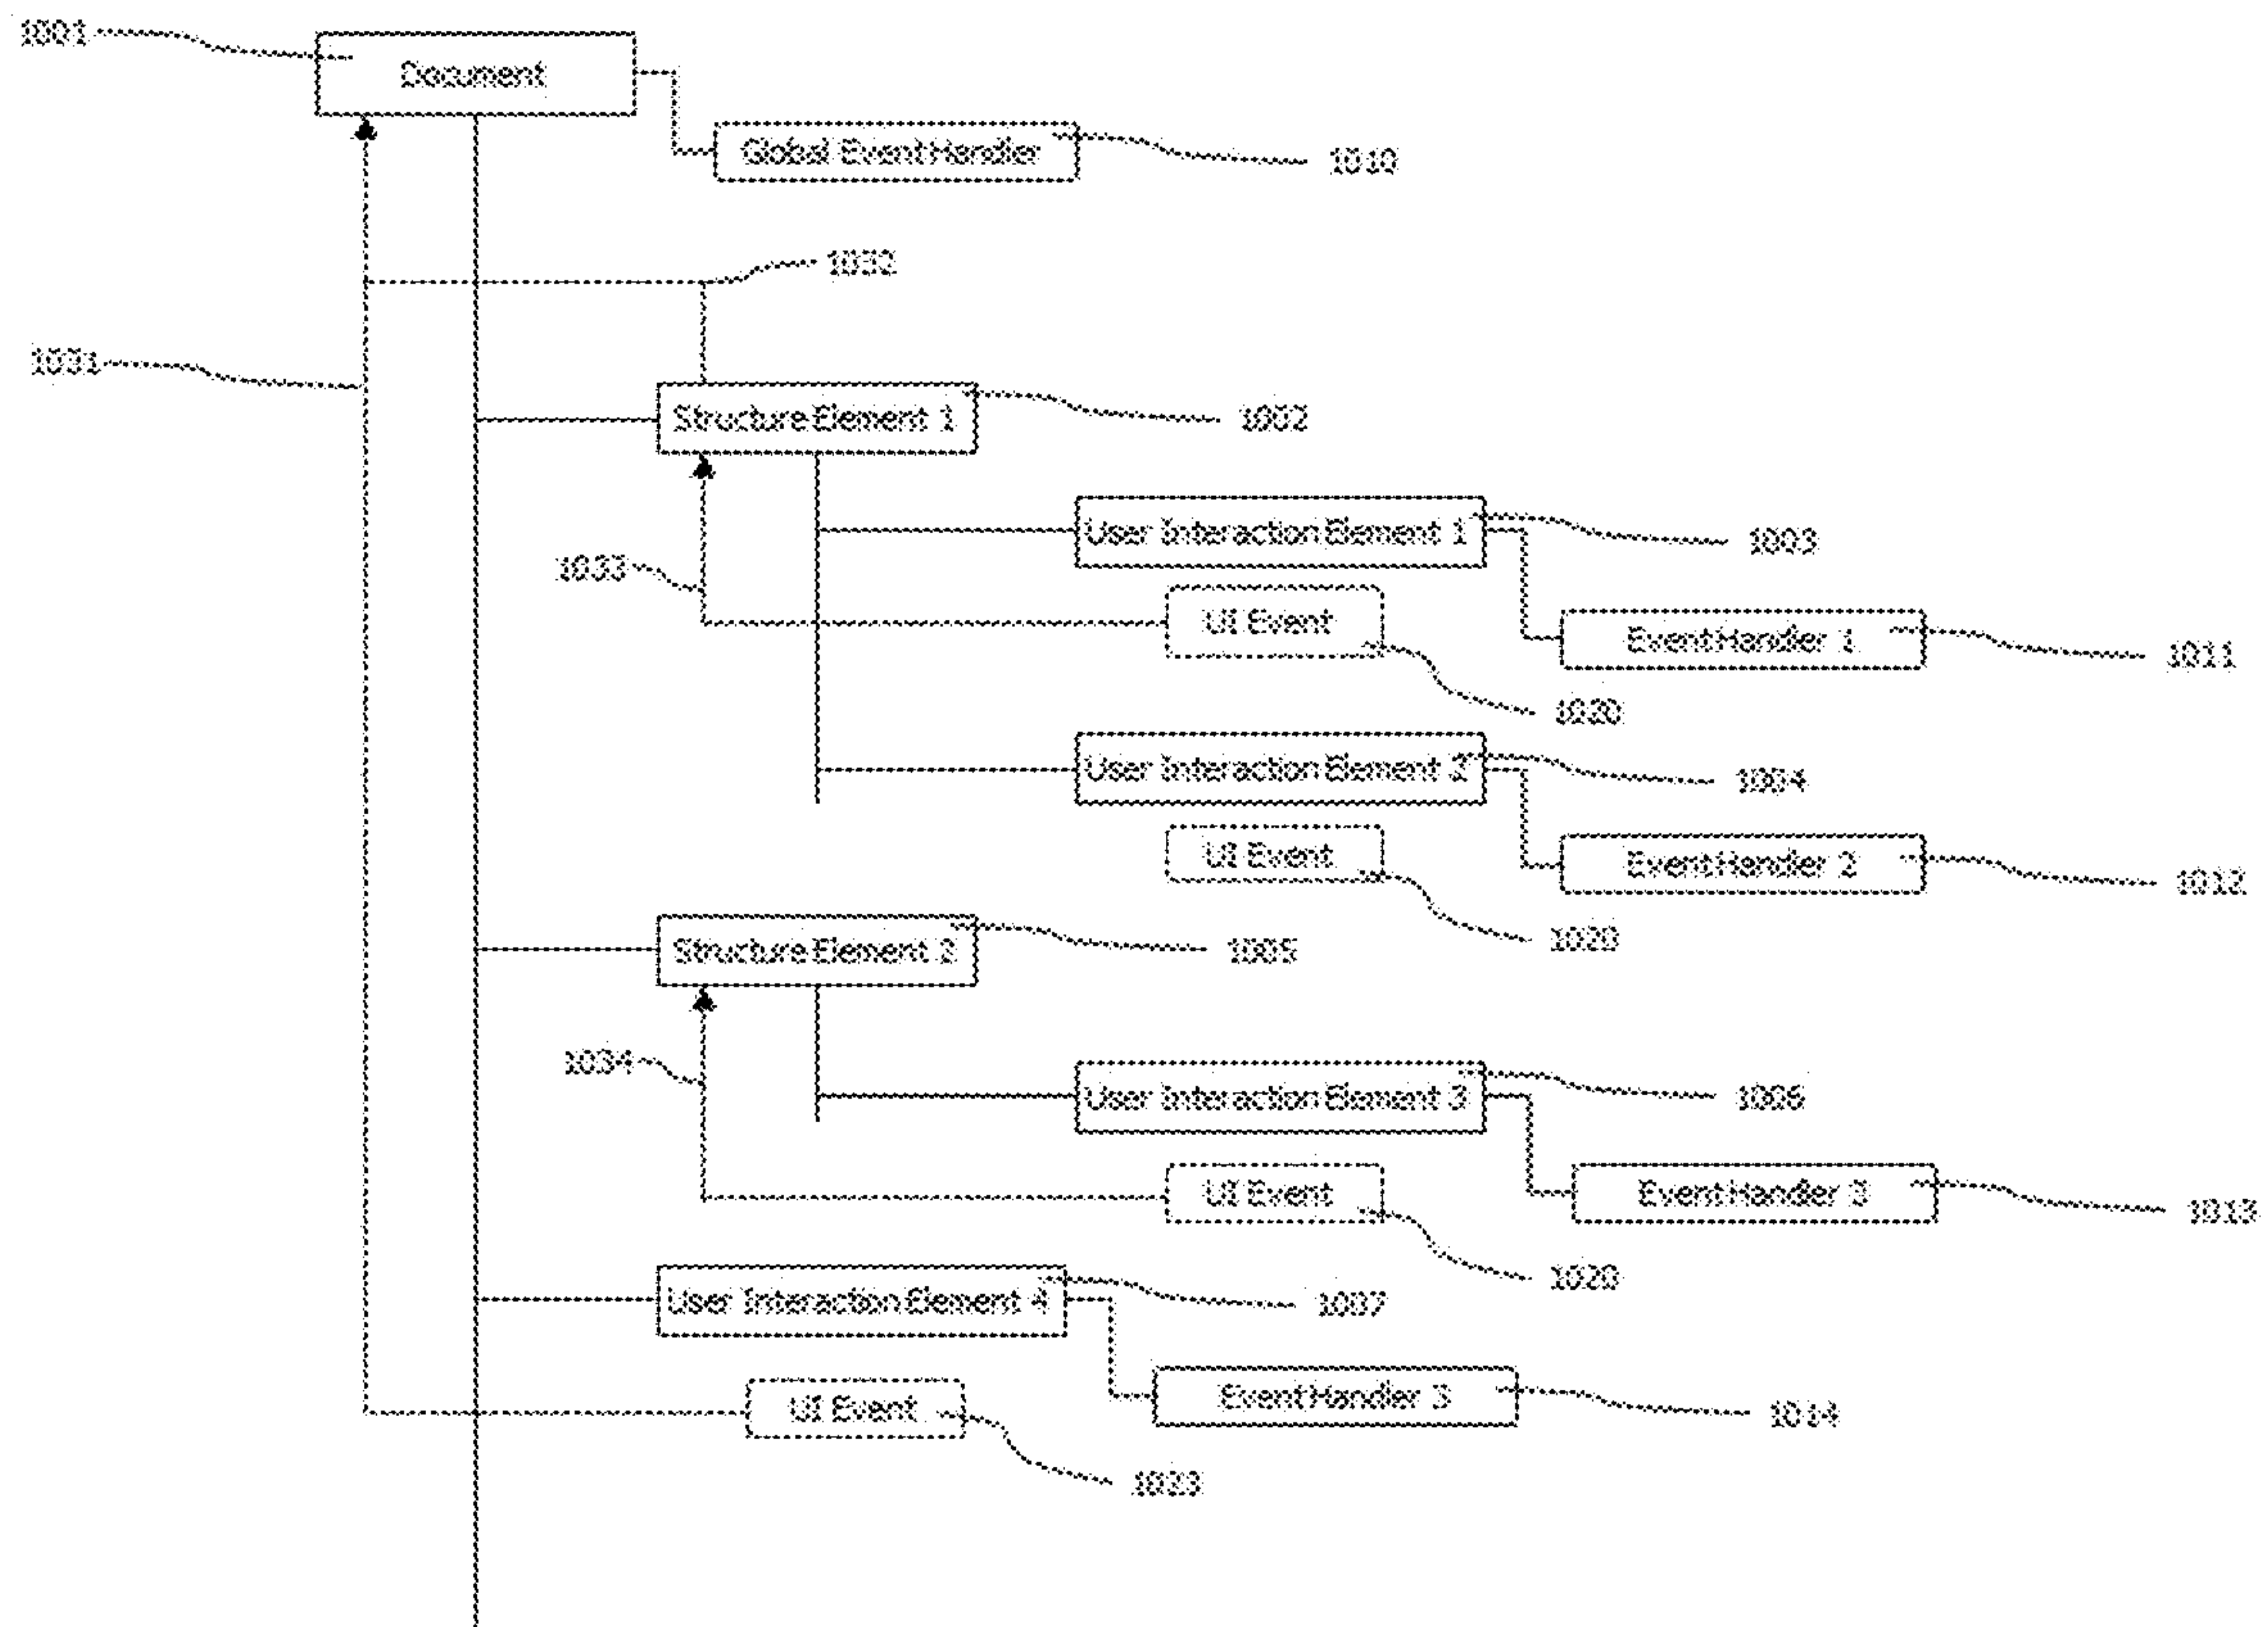 1001
Document
Global Event Handler
1010
1032
1031
Structure Element 1
1002
User Interaction Element 1
1003
1033
UI Event
Event Handler 1
1011
1020
User Interaction Element 2
1004
UI Event
Event Handler 2
1012
1020
Structure Element 2
1005
1034
User Interaction Element 3
1006
UI Event
Event Handler 3
1013
1020
User Interaction Element 4
1007
UI Event
Event Handler 3
1014
1023